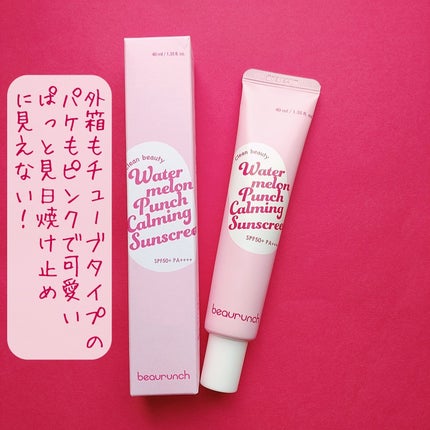 外箱もチューブタイプの
パケもピンクで可愛い
ぱっと見日焼け止め
に見えない!
40 ml / 1.35 fl. oz.
Clean beauty
Water
melon
Punch
Calming
Sunscree
SPF50+ PA++++
beaurunch
40 ml / 1.35 fl.
Clean beauty
Water
melon
Punch
Calming
Sunscree
SPF50+ PA++++
beaurunch